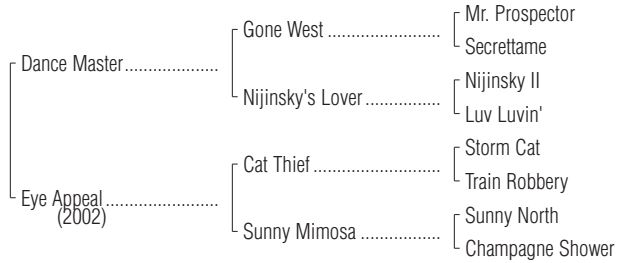 Mr. Prospector
Gone West ........................
Secrettame
Dance Master....................
Nijinsky II
Nijinsky's Lover ................
Luv Luvin'
Storm Cat
Cat Thief ...........................
Train Robbery
Eye Appeal ........................
(2002)
Sunny North
Sunny Mimosa .................
Champagne Shower